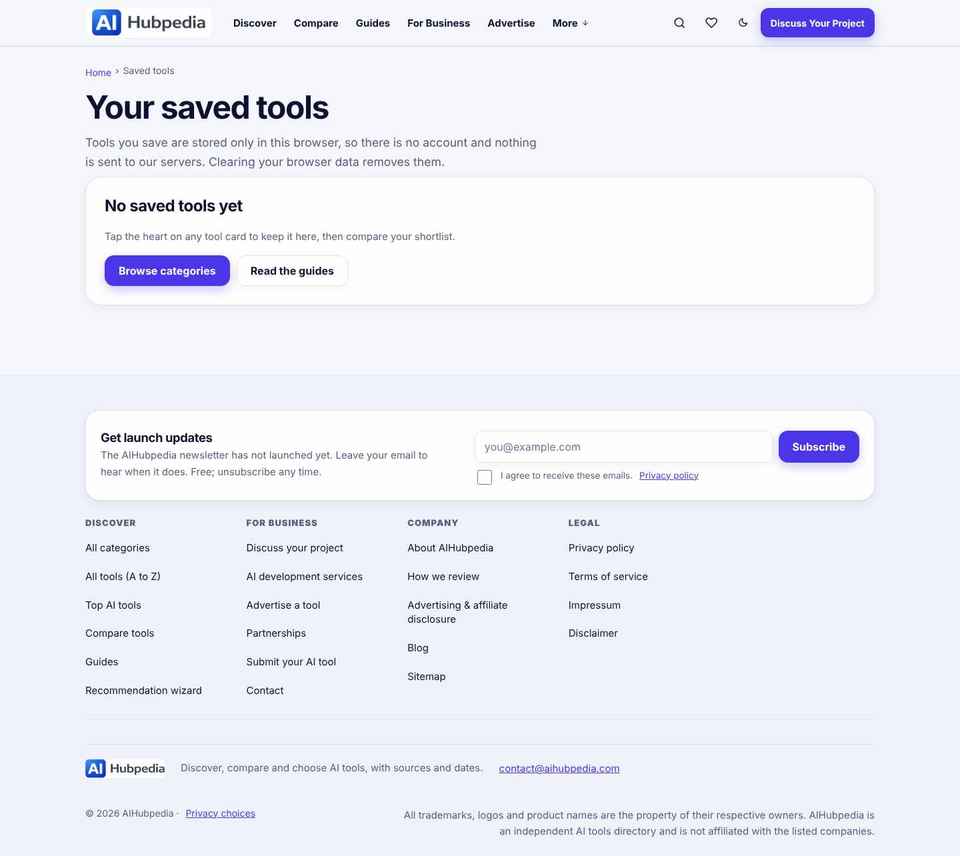 AI Hubpedia
Discover Compare Guides For Business Advertise More
Discuss Your Project
Home › Saved tools
Your saved tools
Tools you save are stored only in this browser, so there is no account and nothing
is sent to our servers. Clearing your browser data removes them.
No saved tools yet
Tap the heart on any tool card to keep it here, then compare your shortlist.
Browse categories Read the guides
Get launch updates
The AIHubpedia newsletter has not launched yet. Leave your email to
hear when it does. Free; unsubscribe any time.
you@example.com
Subscribe
I agree to receive these emails. Privacy policy
DISCOVER
All categories
All tools (A to Z)
Top AI tools
Compare tools
Guides
Recommendation wizard
FOR BUSINESS
Discuss your project
AI development services
Advertise a tool
Partnerships
Submit your AI tool
Contact
COMPANY
About AIHubpedia
How we review
Advertising & affiliate
disclosure
Blog
Sitemap
LEGAL
Privacy policy
Terms of service
Impressum
Disclaimer
AI Hubpedia
Discover, compare and choose AI tools, with sources and dates.
contact@aihubpedia.com
© 2026 AIHubpedia · Privacy choices
All trademarks, logos and product names are the property of their respective owners. AIHubpedia is
an independent AI tools directory and is not affiliated with the listed companies.